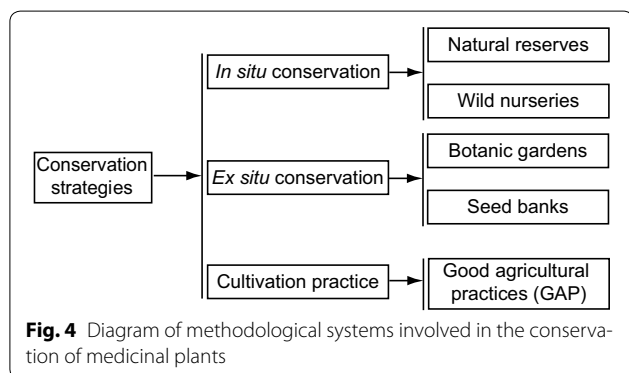 Natural reserves
In situ conservation
Wild nurseries
Botanic gardens
Conservation
strategies
Ex situ conservation
Seed banks
Cultivation practice
Good agricultural
practices (GAP)
Fig. 4 Diagram of methodological systems involved in the conserva-
tion of medicinal plants